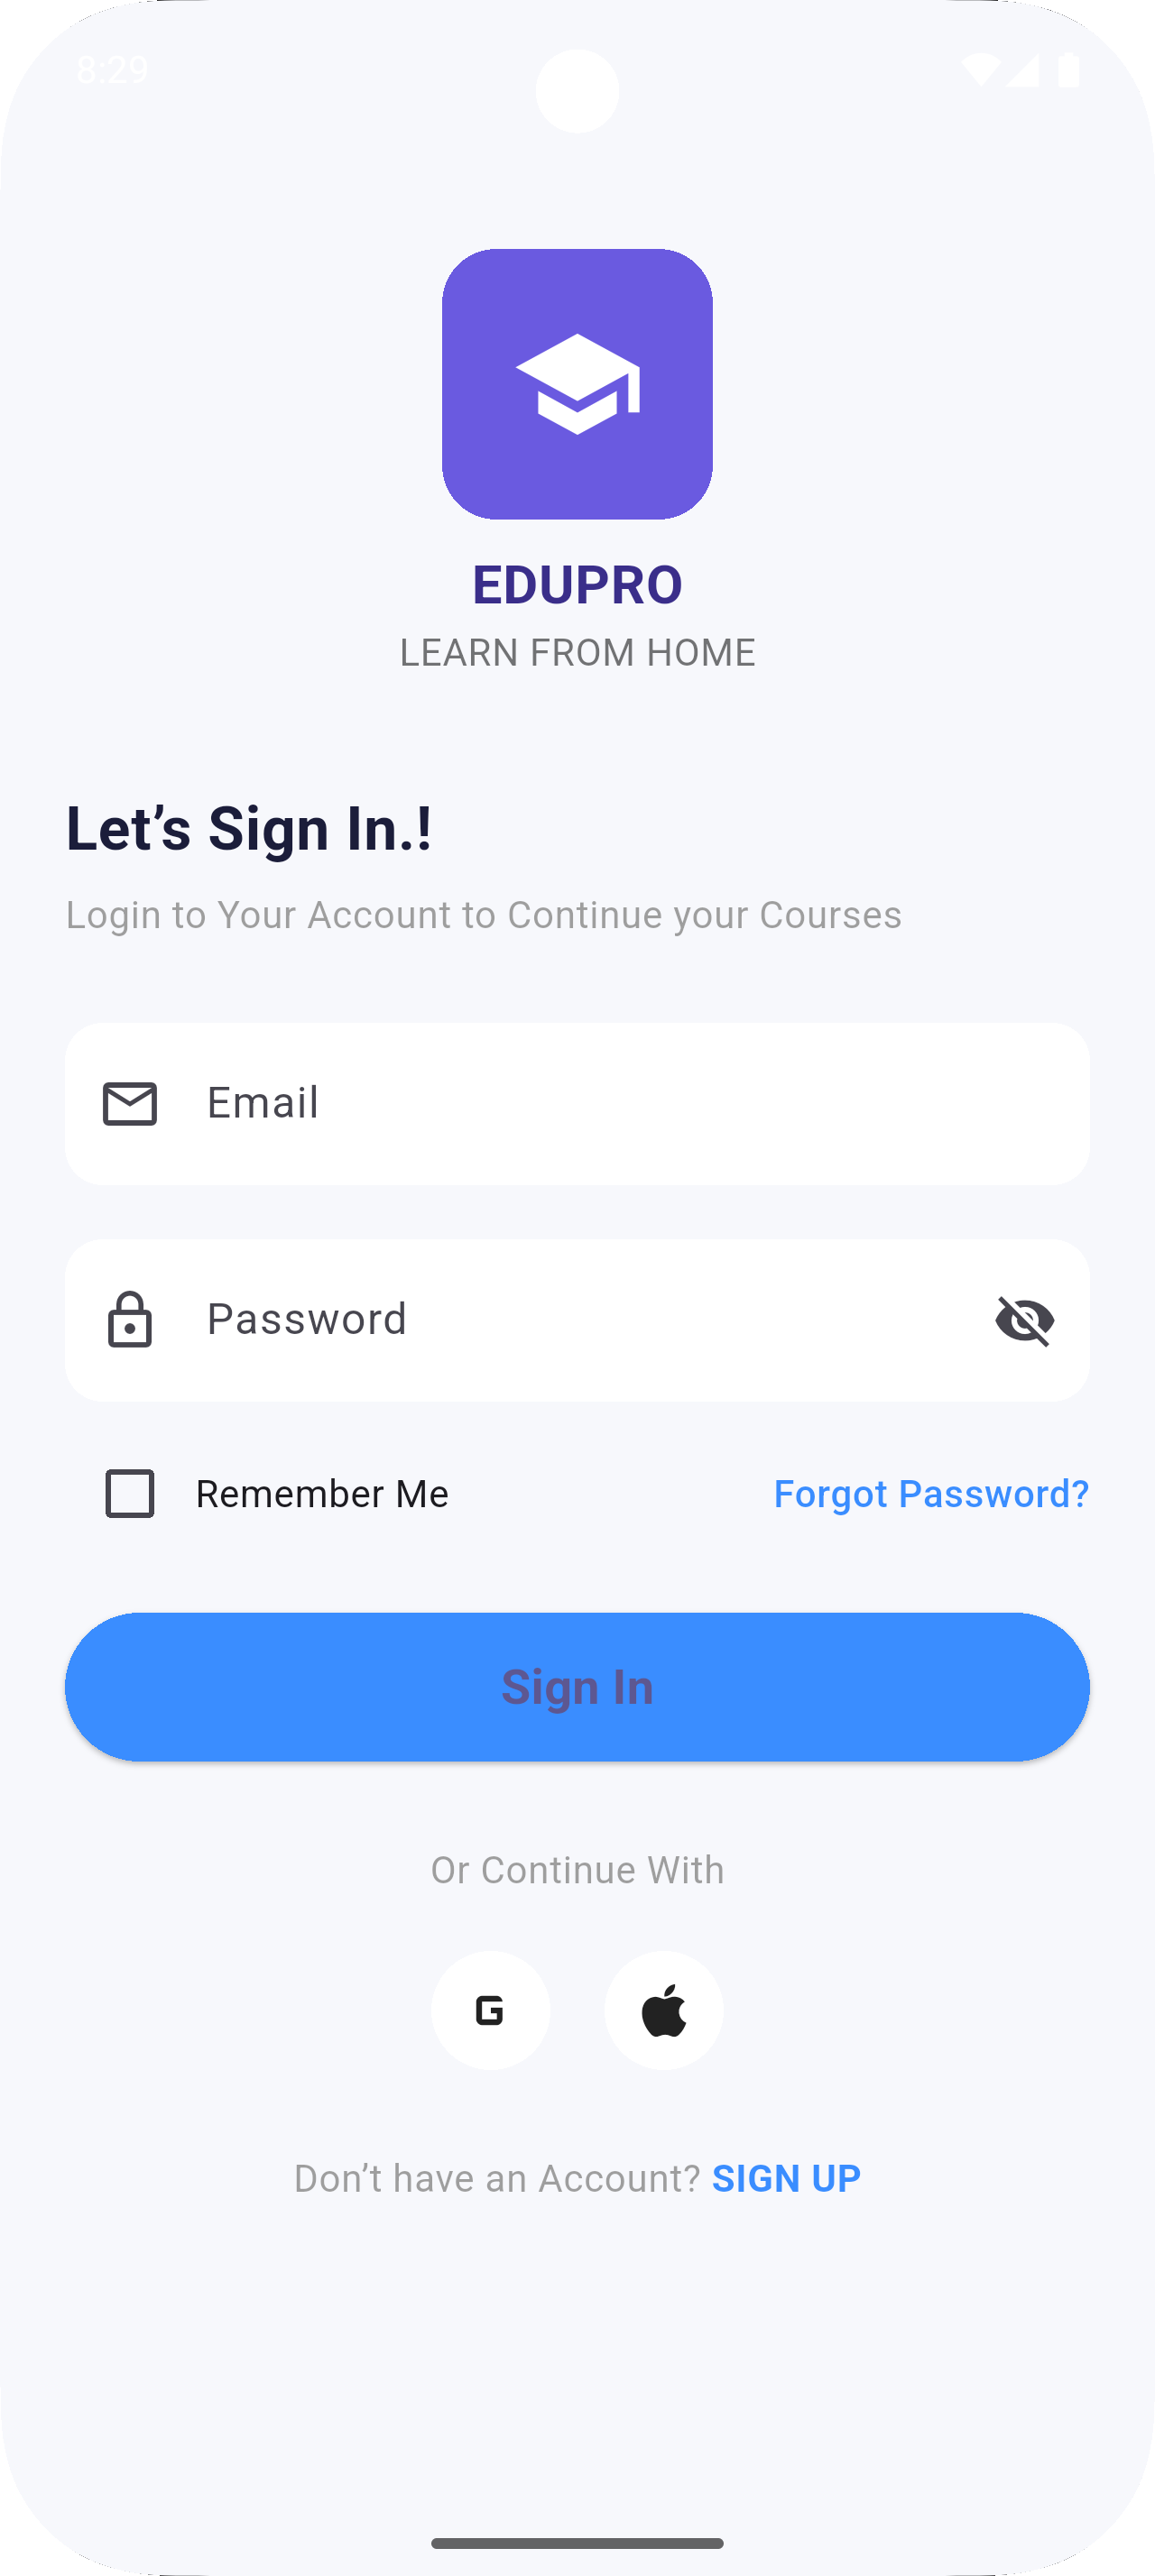 8:29
EDUPRO
LEARN FROM HOME
Let’s Sign In.!
Login to Your Account to Continue your Courses
Email
Password
Remember Me
Forgot Password?
Sign In
Or Continue With
G
Don’t have an Account? SIGN UP